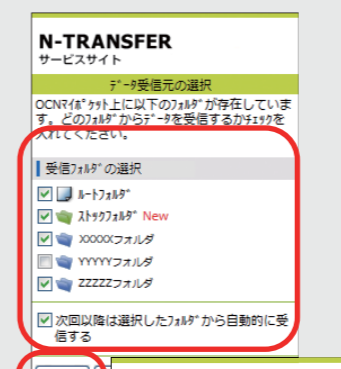 N-TRANSFER
サービスサイト
ﾃﾞｰﾀ受信元の選択
OCNﾏｲﾎﾟｹｯﾄ上に以下のﾌｫﾙﾀﾞが存在していま
す。どのﾌｫﾙﾀﾞからﾃﾞｰﾀを受信するかﾁｪｯｸを
入れてください。
受信ﾌｫﾙﾀﾞの選択
ﾙｰﾄﾌｫﾙﾀﾞ
ｽﾄｯｸﾌｫﾙﾀﾞ New
XXXXXフォルダ
YYYYYフォルダ
ZZZZZフォルダ
次回以降は選択したﾌｫﾙﾀﾞから自動的に受
信する